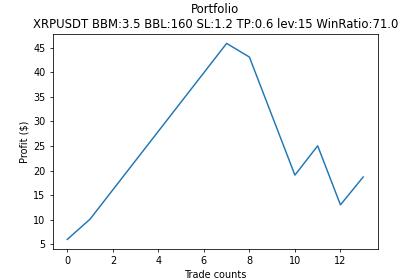 Portfolio
XRPUSDT BBM:3.5 BBL:160 SL:1.2 TP:0.6 lev:15 WinRatio:71.0
45
40
35
30
25
20
15
10
5
Profit ($)
0 2 4 6 8 10 12
Trade counts